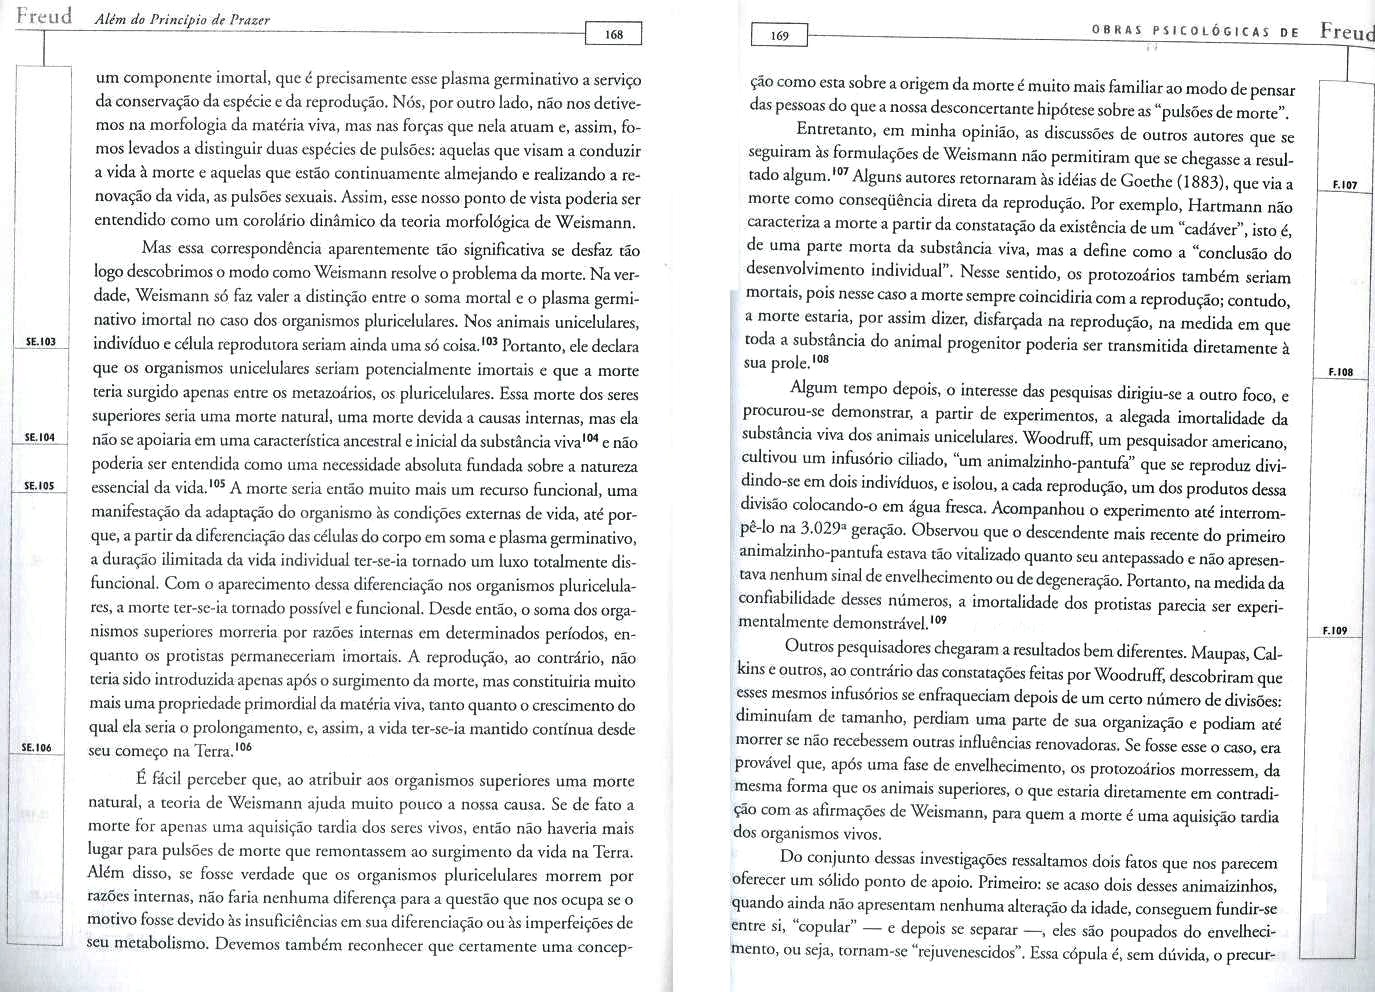 Freud Além do Princípio de Prazer
168
um componente imortal, que é precisamente esse plasma germinativo a serviço
da conservação da espécie e da reprodução. Nós, por outro lado, não nos detive-
mos na morfologia da matéria viva, mas nas forças que nela atuam e, assim, fo-
mos levados a distinguir duas espécies de pulsões: aquelas que visam a conduzir
a vida à morte e aquelas que estão continuamente almejando e realizando a re-
novação da vida, as pulsões sexuais. Assim, esse nosso ponto de vista poderia ser
entendido como um corolário dinâmico da teoria morfológica de Weismann.
Mas essa correspondência aparentemente tão significativa se desfaz tão
logo descobrimos o modo como Weismann resolve o problema da morte. Na ver-
dade, Weismann só faz valer a distinção entre o soma mortal e o plasma germi-
nativo imortal no caso dos organismos pluricelulares. Nos animais unicelulares,
SE.103
indivíduo e célula reprodutora seriam ainda uma só coisa.103 Portanto, ele declara
que os organismos unicelulares seriam potencialmente imortais e que a morte
teria surgido apenas entre os metazoários, os pluricelulares. Essa morte dos seres
superiores seria uma morte natural, uma morte devida a causas internas, mas ela
SE.104
não se apoiaria em uma característica ancestral e inicial da substância viva104 e não
poderia ser entendida como uma necessidade absoluta fundada sobre a natureza
SE.105
essencial da vida.105 A morte seria então muito mais um recurso funcional, uma
manifestação da adaptação do organismo às condições externas de vida, até por-
que, a partir da diferenciação das células do corpo em soma e plasma germinativo,
a duração ilimitada da vida individual ter-se-ia tornado um luxo totalmente dis-
funcional. Com o aparecimento dessa diferenciação nos organismos pluricelula-
res, a morte ter-se-ia tornado possível e funcional. Desde então, o soma dos orga-
nismos superiores morreria por razões internas em determinados períodos, en-
quanto os protistas permaneceriam imortais. A reprodução, ao contrário, não
teria sido introduzida apenas após o surgimento da morte, mas constituiria muito
mais uma propriedade primordial da matéria viva, tanto quanto o crescimento do
qual ela seria o prolongamento, e, assim, a vida ter-se-ia mantido contínua desde
SE.106
seu começo na Terra.106
É fácil perceber que, ao atribuir aos organismos superiores uma morte
natural, a teoria de Weismann ajuda muito pouco a nossa causa. Se de fato a
morte for apenas uma aquisição tardia dos seres vivos, então não haveria mais
lugar para pulsões de morte que remontassem ao surgimento da vida na Terra.
Além disso, se fosse verdade que os organismos pluricelulares morrem por
razões internas, não faria nenhuma diferença para a questão que nos ocupa se o
motivo fosse devido às insuficiências em sua diferenciação ou às imperfeições de
seu metabolismo. Devemos também reconhecer que certamente uma concep-
169
OBRAS PSICOLÓGICAS DE Freud
ção como esta sobre a origem da morte é muito mais familiar ao modo de pensar
das pessoas do que a nossa desconcertante hipótese sobre as “pulsões de morte”.
Entretanto, em minha opinião, as discussões de outros autores que se
seguiram às formulações de Weismann não permitiram que se chegasse a resul-
tado algum.107 Alguns autores retornaram às idéias de Goethe (1883), que via a
F.107
morte como conseqüência direta da reprodução. Por exemplo, Hartmann não
caracteriza a morte a partir da constatação da existência de um “cadáver”, isto é,
de uma parte morta da substância viva, mas a define como a “conclusão do
desenvolvimento individual”. Nesse sentido, os protozoários também seriam
mortais, pois nesse caso a morte sempre coincidiria com a reprodução; contudo,
a morte estaria, por assim dizer, disfarçada na reprodução, na medida em que
toda a substância do animal progenitor poderia ser transmitida diretamente à
sua prole.108
F.108
Algum tempo depois, o interesse das pesquisas dirigiu-se a outro foco, e
procurou-se demonstrar, a partir de experimentos, a alegada imortalidade da
substância viva dos animais unicelulares. Woodruff, um pesquisador americano,
cultivou um infusório ciliado, “um animalzinho-pantufa” que se reproduz divi-
dindo-se em dois indivíduos, e isolou, a cada reprodução, um dos produtos dessa
divisão colocando-o em água fresca. Acompanhou o experimento até interrom-
pê-lo na 3.029ª geração. Observou que o descendente mais recente do primeiro
animalzinho-pantufa estava tão vitalizado quanto seu antepassado e não apresen-
tava nenhum sinal de envelhecimento ou de degeneração. Portanto, na medida da
confiabilidade desses números, a imortalidade dos protistas parecia ser experi-
mentalmente demonstrável.109
F.109
Outros pesquisadores chegaram a resultados bem diferentes. Maupas, Cal-
kins e outros, ao contrário das constatações feitas por Woodruff, descobriram que
esses mesmos infusórios se enfraqueciam depois de um certo número de divisões:
diminuíam de tamanho, perdiam uma parte de sua organização e podiam até
morrer se não recebessem outras influências renovadoras. Se fosse esse o caso, era
provável que, após uma fase de envelhecimento, os protozoários morressem, da
mesma forma que os animais superiores, o que estaria diretamente em contradi-
ção com as afirmações de Weismann, para quem a morte é uma aquisição tardia
dos organismos vivos.
Do conjunto dessas investigações ressaltamos dois fatos que nos parecem
oferecer um sólido ponto de apoio. Primeiro: se acaso dois desses animaizinhos,
quando ainda não apresentam nenhuma alteração da idade, conseguem fundir-se
entre si, “copular” — e depois se separar —, eles são poupados do envelheci-
mento, ou seja, tornam-se “rejuvenescidos”. Essa cópula é, sem dúvida, o precur-